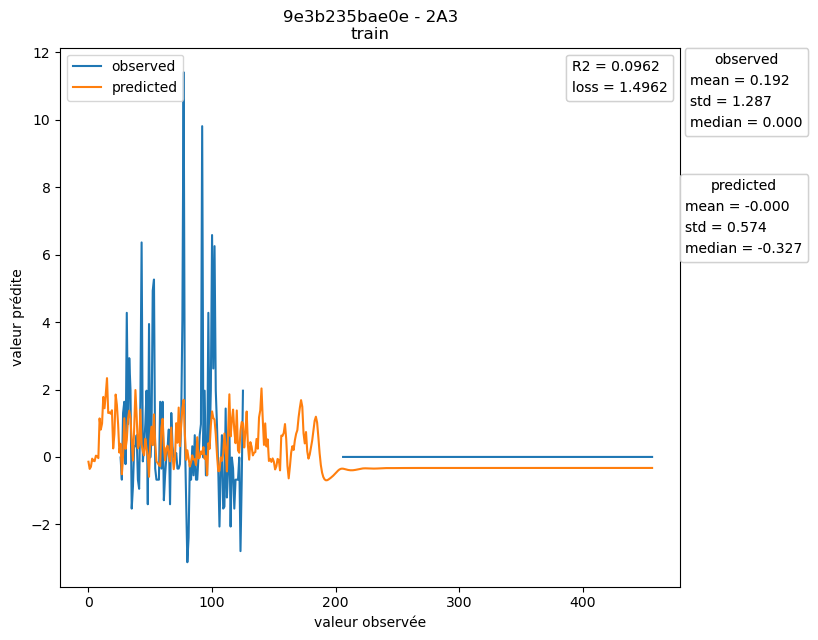 9e3b235bae0e - 2A3
train
observed
predicted
R2 = 0.0962
loss = 1.4962
observed
mean = 0.192
std = 1.287
median = 0.000
predicted
mean = -0.000
std = 0.574
median = -0.327
valeur prédite
12
10
8
6
4
2
0
−2
0
100
200
300
400
valeur observée